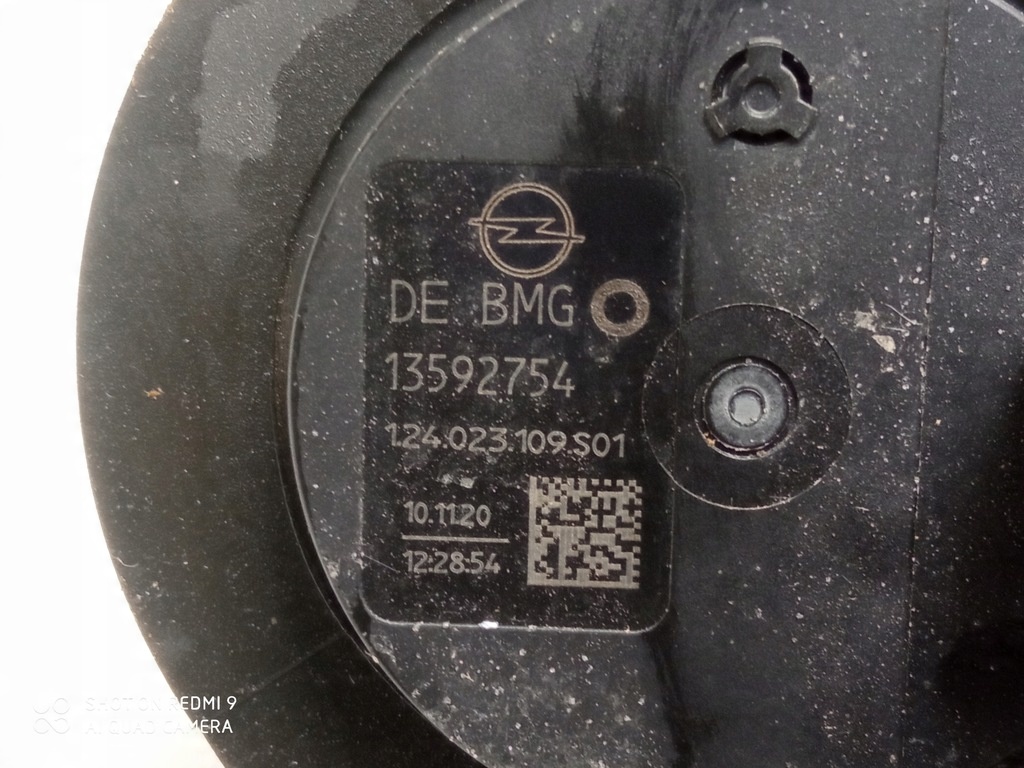 DE BMG
13592754
1.24.023.109.S01
10.11.20
12:28:54
SHOT ON REDMI 9
AI QUAD CAMERA